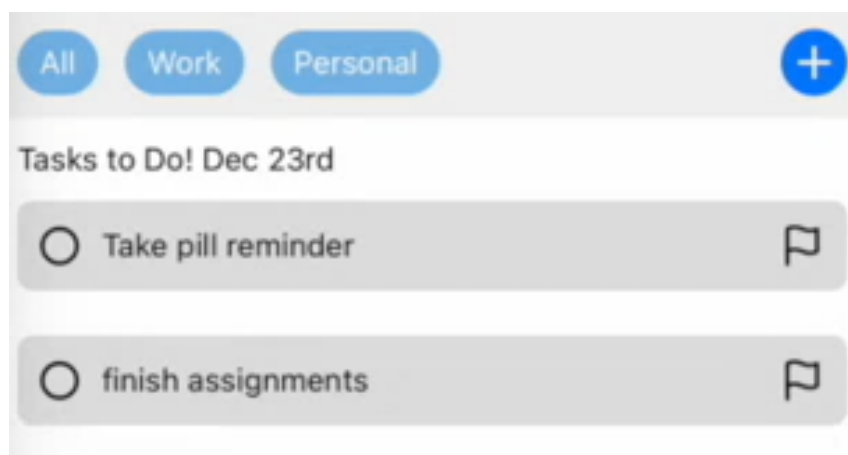 All Work Personal
Tasks to Do! Dec 23rd
Take pill reminder
finish assignments